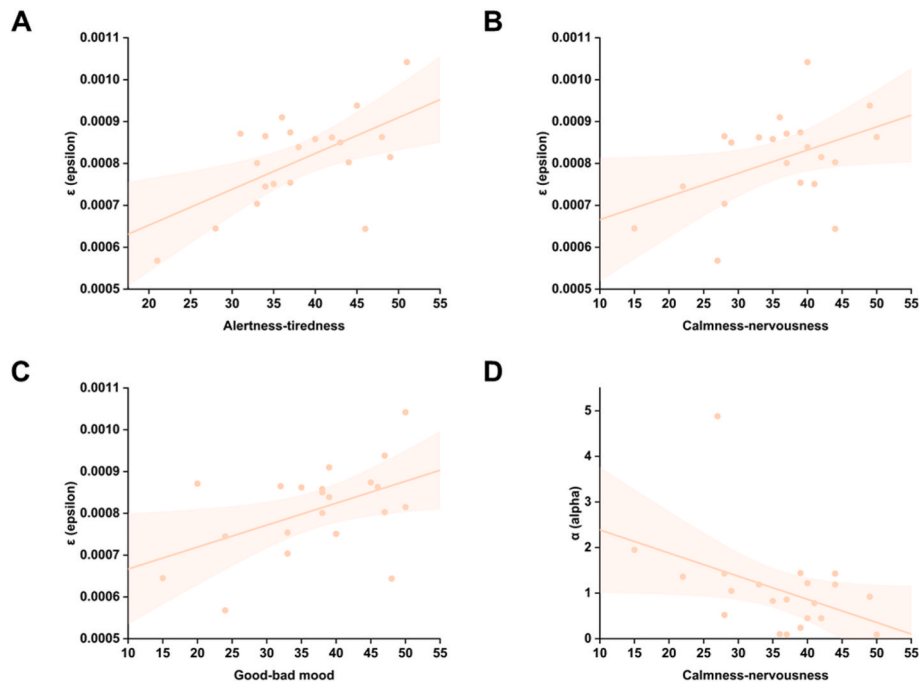 A
0.0011
0.0010
0.0009
0.0008
0.0007
0.0006
0.0005
ε (epsilon)
20 25 30 35 40 45 50 55
Alertness-tiredness
B
0.0011
0.0010
0.0009
0.0008
0.0007
0.0006
0.0005
ε (epsilon)
10 15 20 25 30 35 40 45 50 55
Calmness-nervousness
C
0.0011
0.0010
0.0009
0.0008
0.0007
0.0006
0.0005
ε (epsilon)
10 15 20 25 30 35 40 45 50 55
Good-bad mood
D
5
4
3
2
1
0
α (alpha)
10 15 20 25 30 35 40 45 50 55
Calmness-nervousness